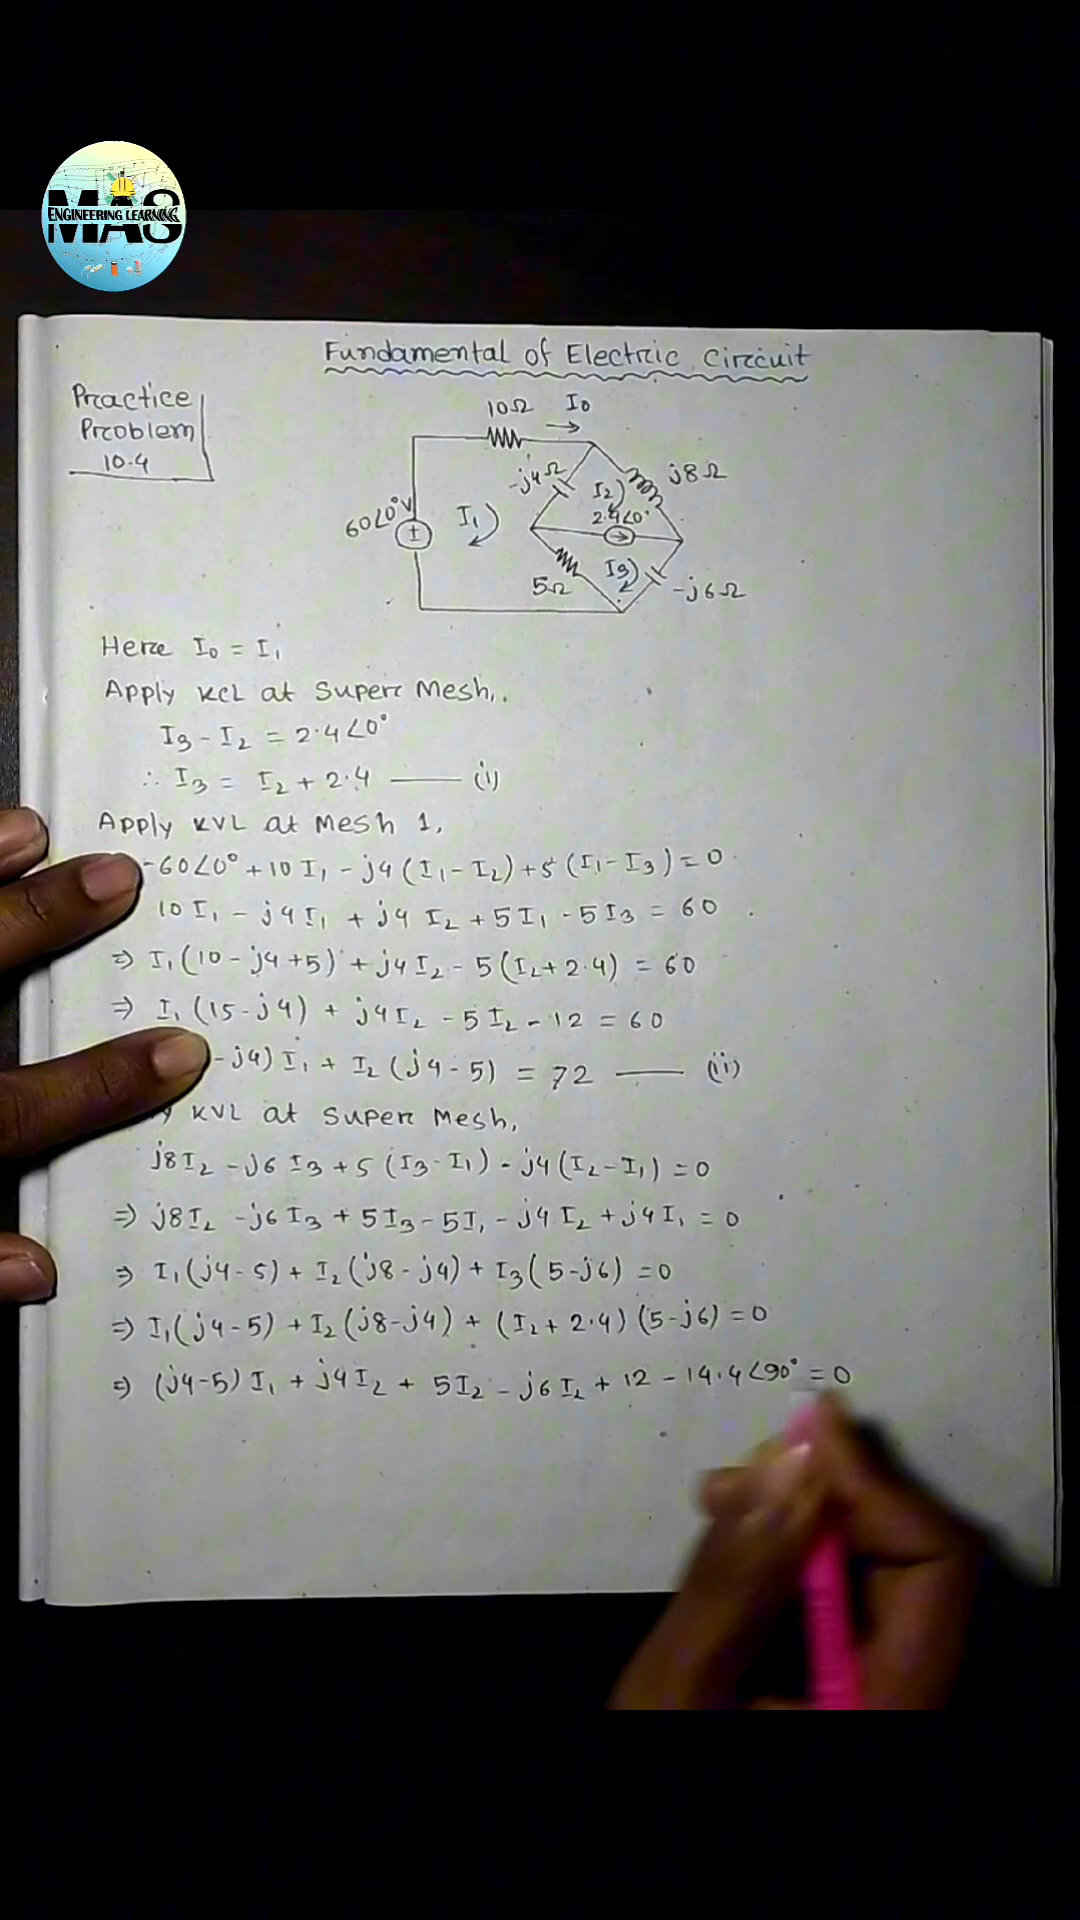 MAS
ENGINEERING LEARNING
Fundamental of Electric Circuit
Practice
Problem
10.4
10Ω I₀
-j4Ω
j8Ω
I₂
2.4∠0°
60∠0° V
I₁
+
5Ω
I₃
-j6Ω
Here I₀ = I₁
Apply KCL at Super Mesh,.
I₃ - I₂ = 2.4∠0°
∴ I₃ = I₂ + 2.4 —— (i)
Apply KVL at Mesh 1,
-60∠0° + 10 I₁ - j4 (I₁ - I₂) + 5 (I₁ - I₃) = 0
10 I₁ - j4 I₁ + j4 I₂ + 5 I₁ - 5 I₃ = 60
⇒ I₁ (10 - j4 + 5) + j4 I₂ - 5 (I₂ + 2.4) = 60
⇒ I₁ (15 - j4) + j4 I₂ - 5 I₂ - 12 = 60
-j4) I₁ + I₂ (j4 - 5) = 72 —— (ii)
KVL at Super Mesh,
j8 I₂ - j6 I₃ + 5 (I₃ - I₁) - j4 (I₂ - I₁) = 0
⇒ j8 I₂ - j6 I₃ + 5 I₃ - 5 I₁ - j4 I₂ + j4 I₁ = 0
⇒ I₁ (j4 - 5) + I₂ (j8 - j4) + I₃ (5 - j6) = 0
⇒ I₁ (j4 - 5) + I₂ (j8 - j4) + (I₂ + 2.4) (5 - j6) = 0
⇒ (j4 - 5) I₁ + j4 I₂ + 5 I₂ - j6 I₂ + 12 - 14.4∠90° = 0